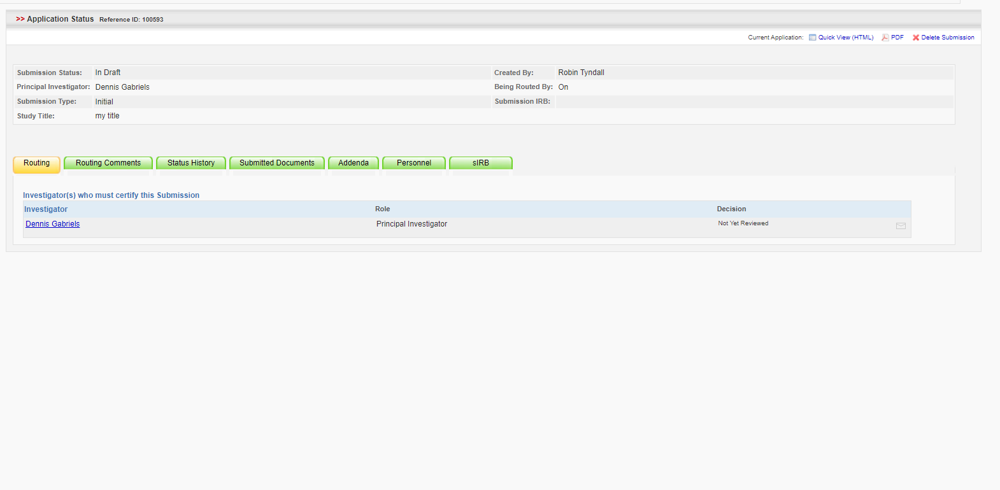 >> Application Status Reference ID: 100593
Current Application: Quick View (HTML) PDF Delete Submission
Submission Status: In Draft Created By: Robin Tyndall
Principal Investigator: Dennis Gabriels Being Routed By: On
Submission Type: Initial Submission IRB:
Study Title: my title
Routing Routing Comments Status History Submitted Documents Addenda Personnel sIRB
Investigator(s) who must certify this Submission
Investigator Role Decision
Dennis Gabriels Principal Investigator Not Yet Reviewed